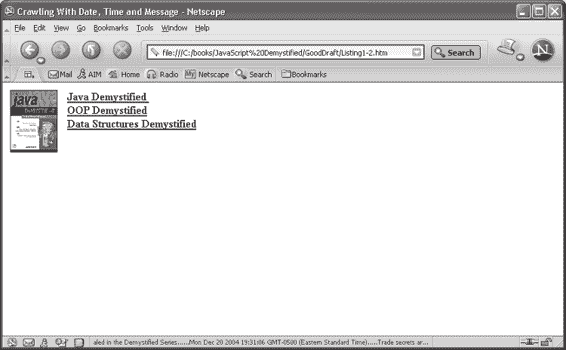 Crawling With Date, Time and Message - Netscape
File Edit View Go Bookmarks Tools Window Help
file:///C:/books/JavaScript%20Demystified/GoodDraft/Listing1-2.htm Search
Mail AIM Home Radio Netscape Search Bookmarks
java
Java Demystified
OOP Demystified
Data Structures Demystified
aled in the Demystified Series.....Mon Dec 20 2004 19:31:06 GMT-0500 (Eastern Standard Time).....Trade secrets ar...